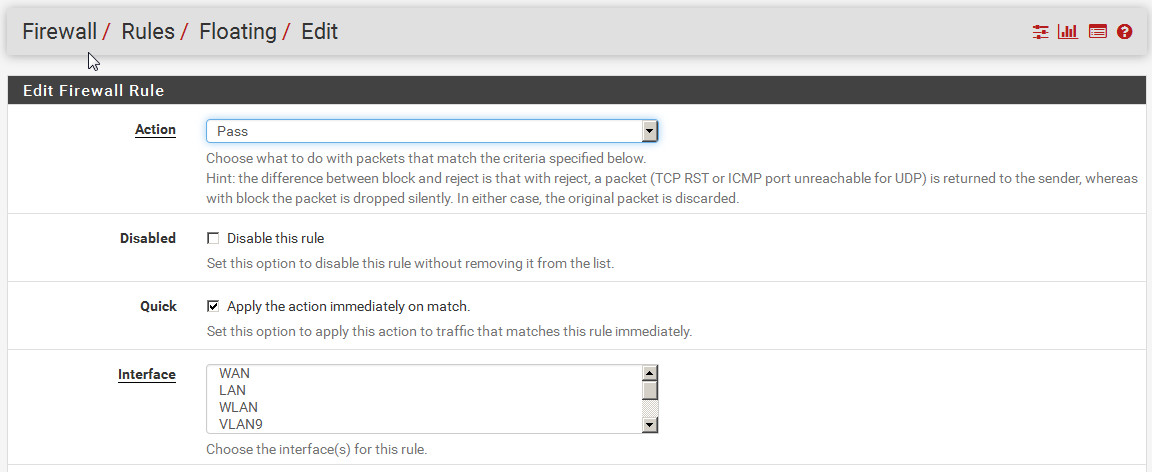 Firewall / Rules / Floating / Edit
Edit Firewall Rule
Action
Pass
Choose what to do with packets that match the criteria specified below.
Hint: the difference between block and reject is that with reject, a packet (TCP RST or ICMP port unreachable for UDP) is returned to the sender, whereas
with block the packet is dropped silently. In either case, the original packet is discarded.
Disabled
Disable this rule
Set this option to disable this rule without removing it from the list.
Quick
Apply the action immediately on match.
Set this option to apply this action to traffic that matches this rule immediately.
Interface
WAN
LAN
WLAN
VLAN9
Choose the interface(s) for this rule.